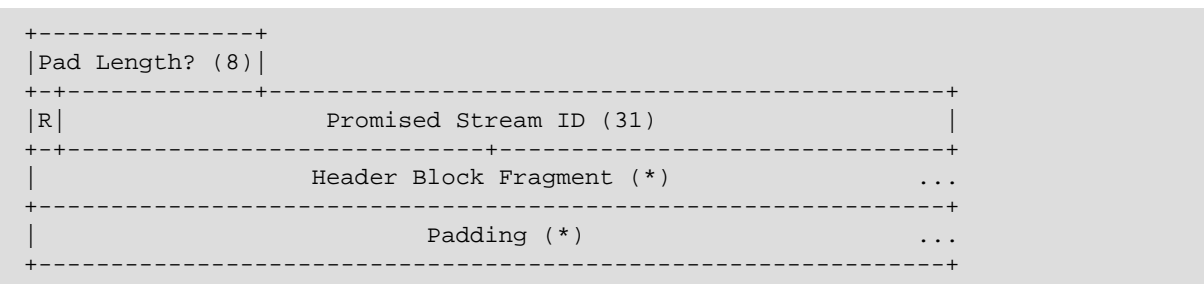 +---------------+
|Pad Length? (8)|
+-+-------------+-----------------------------------------------+
|R|                  Promised Stream ID (31)                    |
+-+-----------------------------+-------------------------------+
|                   Header Block Fragment (*)                 ...
+---------------------------------------------------------------+
|                           Padding (*)                       ...
+---------------------------------------------------------------+